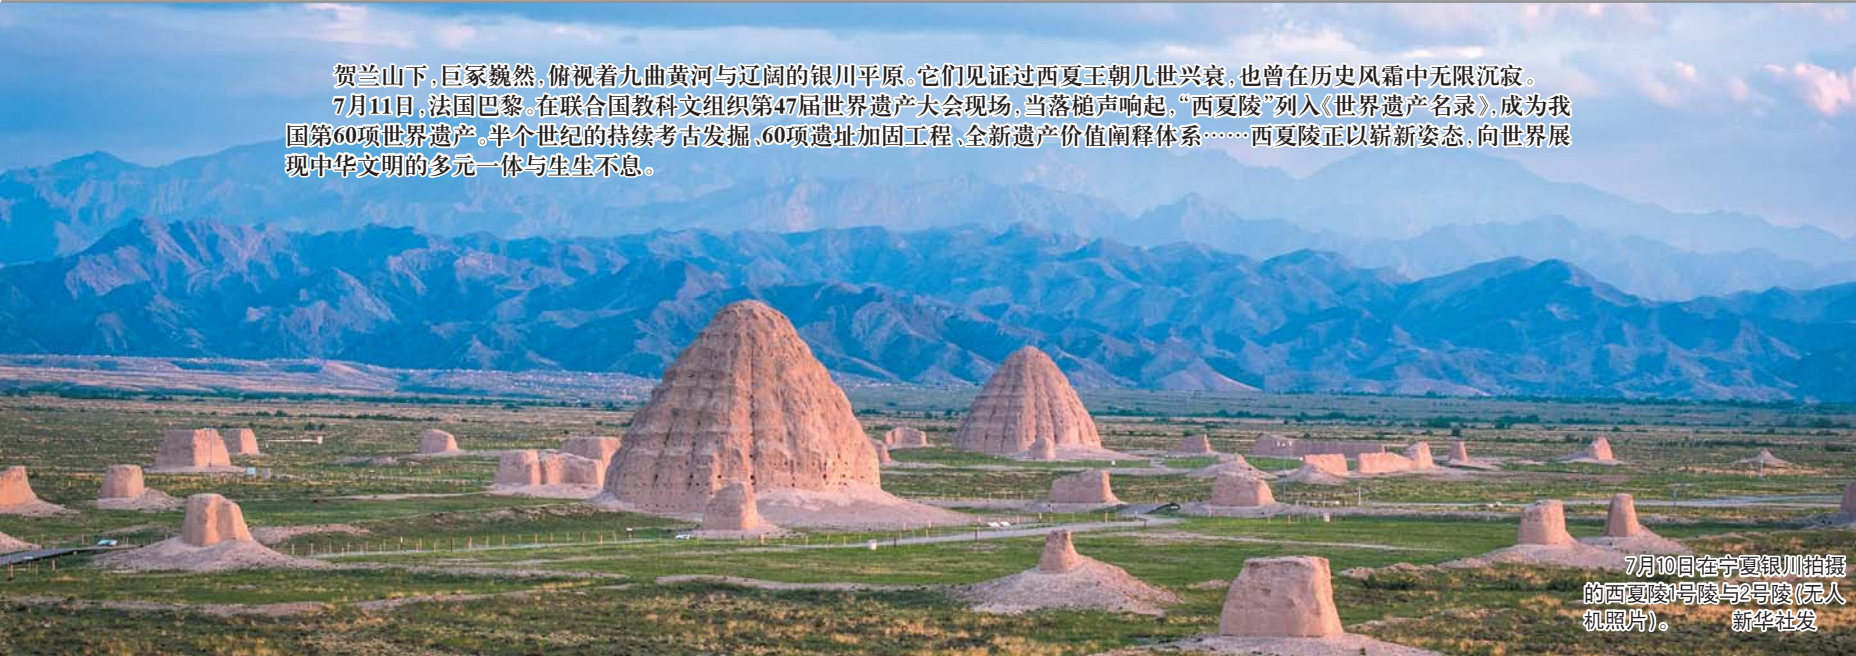 贺兰山下，巨冢巍然，俯视着九曲黄河与辽阔的银川平原。它们见证过西夏王朝几世兴衰，也曾在历史风霜中无限沉寂。
7月11日，法国巴黎。在联合国教科文组织第47届世界遗产大会现场，当落槌声响起，“西夏陵”列入《世界遗产名录》，成为我
国第60项世界遗产。半个世纪的持续考古发掘、60项遗址加固工程、全新遗产价值阐释体系……西夏陵正以崭新姿态，向世界展
现中华文明的多元一体与生生不息。
7月10日在宁夏银川拍摄
的西夏陵1号陵与2号陵（无人
机照片）。 新华社发